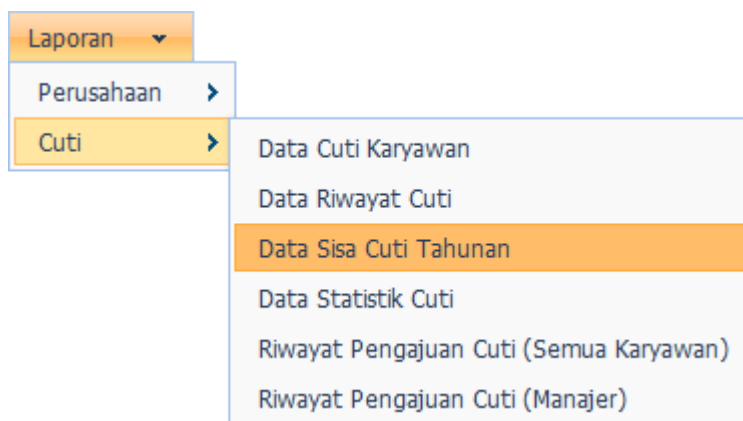 Laporan
Perusahaan
Cuti
Data Cuti Karyawan
Data Riwayat Cuti
Data Sisa Cuti Tahunan
Data Statistik Cuti
Riwayat Pengajuan Cuti (Semua Karyawan)
Riwayat Pengajuan Cuti (Manajer)